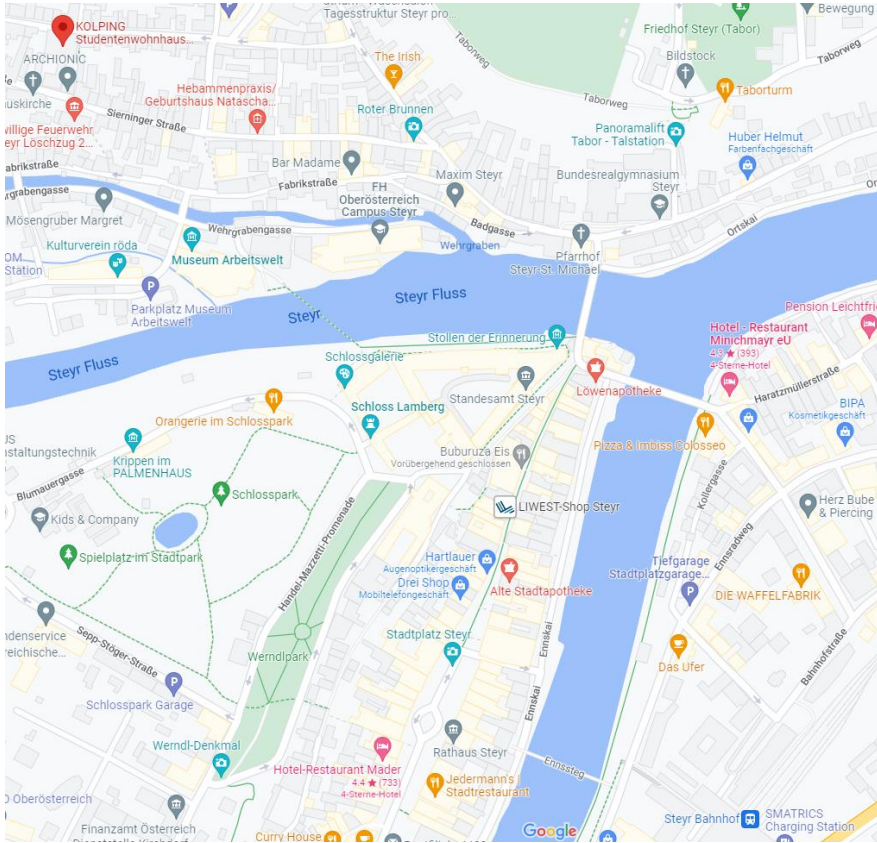 KOLPING
Studentenwohnhaus...
Tagesstruktur Steyr pro...
Friedhof Steyr (Tabor)
Bewegung
ARCHIONIC
The Irish
Taborweg
Bildstock
Taborweg
Hebammenpraxis/
Geburtshaus Natascha...
Sierninger Straße
Taborweg
Taborturm
Roter Brunnen
Panoramalift
Tabor - Talstation
Huber Helmut
Farbenfachgeschäft
Bar Madame
Fabrikstraße
Maxim Steyr
Bundesrealgymnasium
Steyr
FH
Oberösterreich
Campus Steyr
Mösengruber Margret
Wehrgrabengasse
Badgasse
Ortskai
Kulturverein röda
Museum Arbeitswelt
Wehrgraben
Pfarrhof
Steyr-St. Michael
Station
Parkplatz Museum
Arbeitswelt
Steyr Fluss
Steyr
Stollen der Erinnerung
Pension Leichtfri
Hotel - Restaurant
Minichmayr eU
4,3 ★ (393)
4-Sterne-Hotel
Steyr Fluss
Schlossgalerie
Standesamt Steyr
Löwenapotheke
Haratzmüllerstraße
BIPA
Kosmetikgeschäft
Orangerie im Schlosspark
Schloss Lamberg
Pizza & Imbiss Colosseo
Krippen im
PALMENHAUS
Buburuza Eis
Vorübergehend geschlossen
Kollergasse
Blumauergasse
Schlosspark
LIWEST-Shop Steyr
Herz Bube
& Piercing
Kids & Company
Handel-Mazzetti-Promenade
Ennsradweg
Spielplatz im Stadtpark
Hartlauer
Augenoptikergeschäft
Drei Shop
Mobiltelefongeschäft
Alte Stadtapotheke
Tiefgarage
Stadtplatzgarage...
DIE WAFFELFABRIK
Sepp-Stöger-Straße
Stadtplatz Steyr
Ennskai
Das Ufer
Bahnhofstraße
Werndlpark
Schlosspark Garage
Ennskai
Werndl-Denkmal
Rathaus Steyr
Ennssteg
Hotel-Restaurant Mader
4.4 ★ (733)
4-Sterne-Hotel
Jedermann's |
Stadtrestaurant
Oberösterreich
Finanzamt Österreich
Curry House
Google
Steyr Bahnhof
SMATRICS
Charging Station